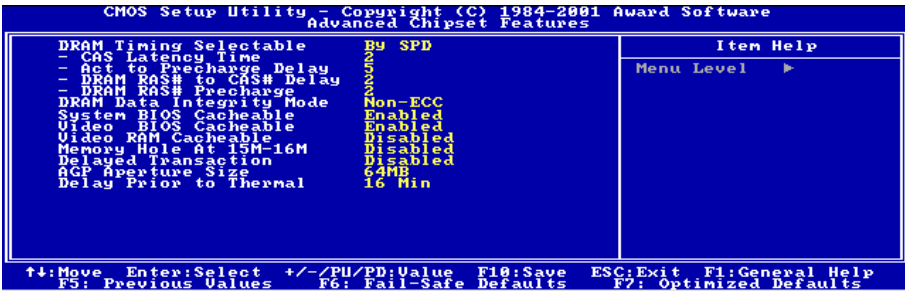 CMOS Setup Utility – Copyright (C) 1984-2001 Award Software
Advanced Chipset Features
DRAM Timing Selectable By SPD
- CAS Latency Time 2
- Act to Precharge Delay 5
- DRAM RAS# to CAS# Delay 2
- DRAM RAS# Precharge 2
DRAM Data Integrity Mode Non-ECC
System BIOS Cacheable Enabled
Video BIOS Cacheable Enabled
Video RAM Cacheable Disabled
Memory Hole At 15M-16M Disabled
Delayed Transaction Disabled
AGP Aperture Size 64MB
Delay Prior to Thermal 16 Min
Item Help
Menu Level ►
↑↓:Move Enter:Select +/-/PU/PD:Value F10:Save ESC:Exit F1:General Help
F5: Previous Values F6: Fail-Safe Defaults F7: Optimized Defaults